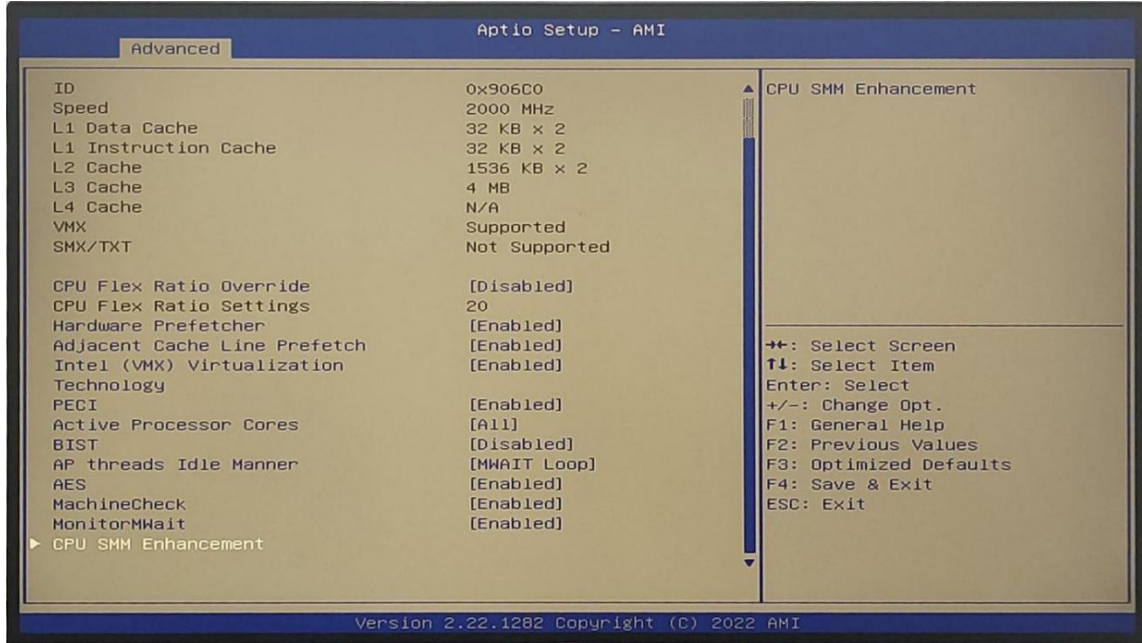 Aptio Setup - AMI
Advanced
ID 0x906C0
Speed 2000 MHz
L1 Data Cache 32 KB x 2
L1 Instruction Cache 32 KB x 2
L2 Cache 1536 KB x 2
L3 Cache 4 MB
L4 Cache N/A
VMX Supported
SMX/TXT Not Supported
CPU Flex Ratio Override [Disabled]
CPU Flex Ratio Settings 20
Hardware Prefetcher [Enabled]
Adjacent Cache Line Prefetch [Enabled]
Intel (VMX) Virtualization [Enabled]
Technology
PECI [Enabled]
Active Processor Cores [All]
BIST [Disabled]
AP threads Idle Manner [MWAIT Loop]
AES [Enabled]
MachineCheck [Enabled]
MonitorMWait [Enabled]
► CPU SMM Enhancement
CPU SMM Enhancement
→←: Select Screen
↑↓: Select Item
Enter: Select
+/-: Change Opt.
F1: General Help
F2: Previous Values
F3: Optimized Defaults
F4: Save & Exit
ESC: Exit
Version 2.22.1282 Copyright (C) 2022 AMI